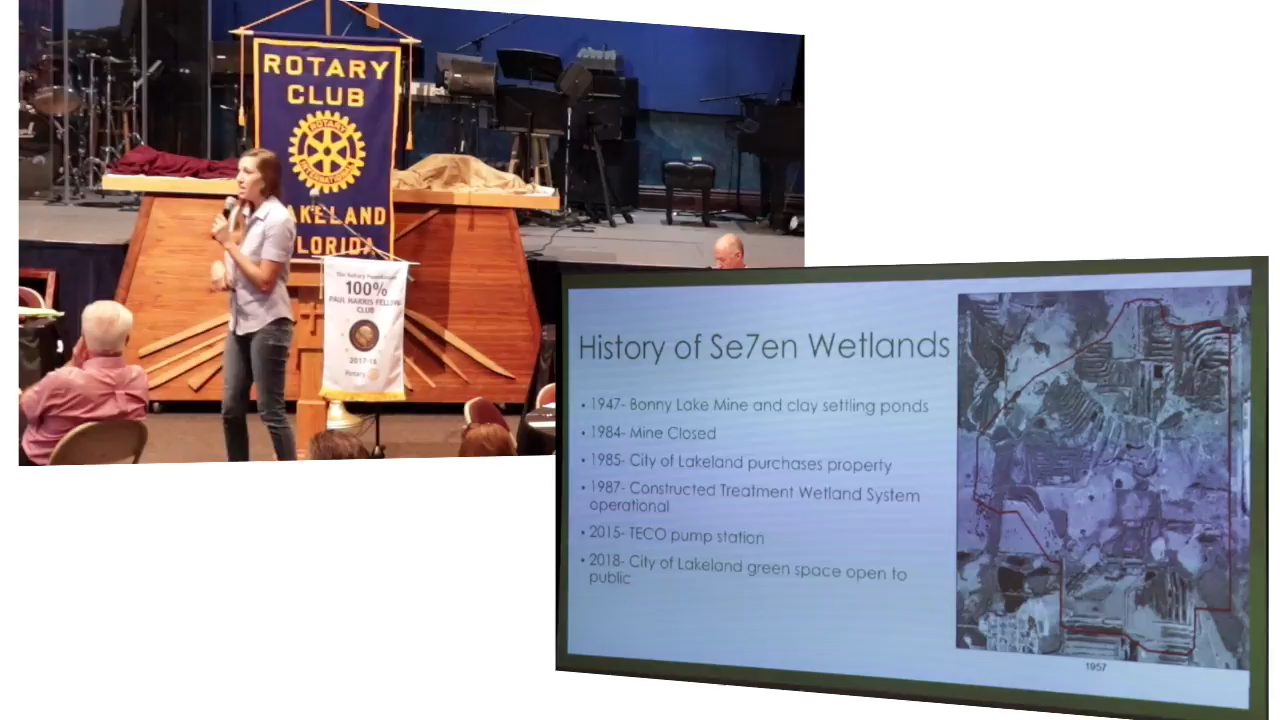 ROTARY
CLUB
ROTARY
INTERNATIONAL
AKELAND
LORIDA
The Rotary Foundation
100%
PAUL HARRIS FELLOW
CLUB
2017-18
Rotary
History of Se7en Wetlands
• 1947- Bonny Lake Mine and clay settling ponds
• 1984- Mine Closed
• 1985- City of Lakeland purchases property
• 1987- Constructed Treatment Wetland System
operational
• 2015- TECO pump station
• 2018- City of Lakeland green space open to
public
1957